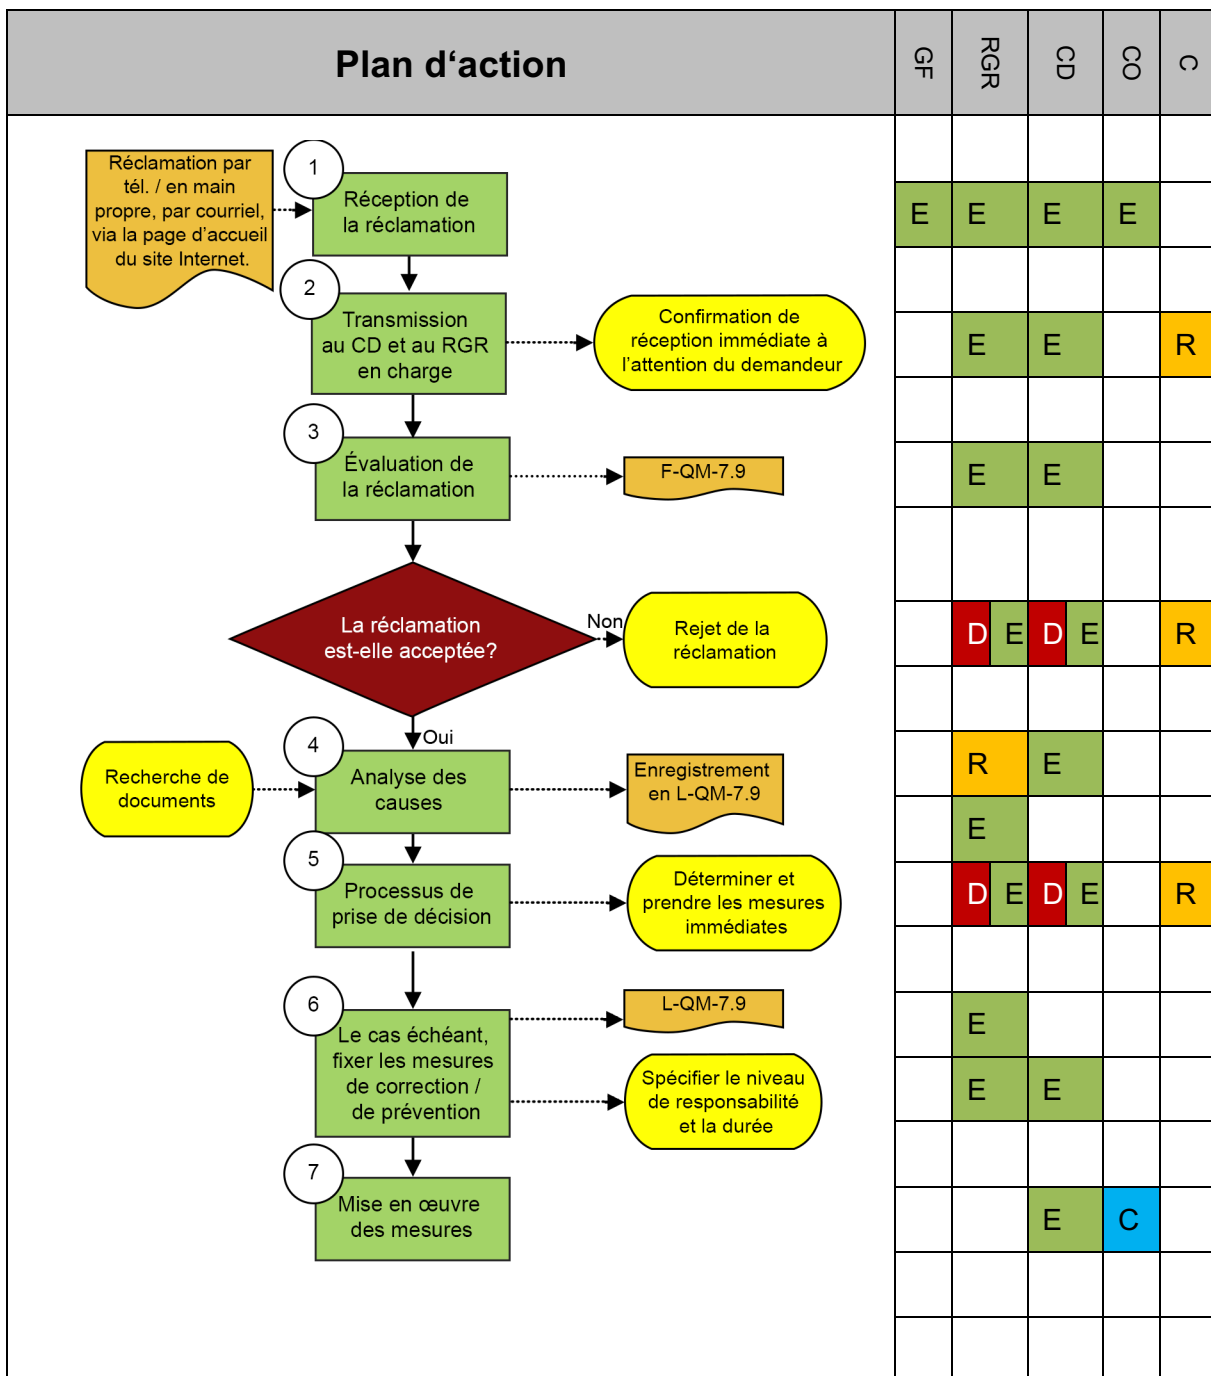 Plan d‘action
GF
RGR
CD
CO
C
Réclamation par
tél. / en main
propre, par courriel,
via la page d’accueil
du site Internet.
1
Réception de
la réclamation
E
E
E
E
2
Transmission
au CD et au RGR
en charge
Confirmation de
réception immédiate à
l’attention du demandeur
E
E
R
3
Évaluation de
la réclamation
F-QM-7.9
E
E
La réclamation
est-elle acceptée?
Non
Rejet de la
réclamation
D
E
D
E
R
Oui
Recherche de
documents
4
Analyse des
causes
Enregistrement
en L-QM-7.9
R
E
E
5
Processus de
prise de décision
Déterminer et
prendre les mesures
immédiates
D
E
D
E
R
6
Le cas échéant,
fixer les mesures
de correction /
de prévention
L-QM-7.9
E
Spécifier le niveau
de responsabilité
et la durée
E
E
7
Mise en œuvre
des mesures
E
C